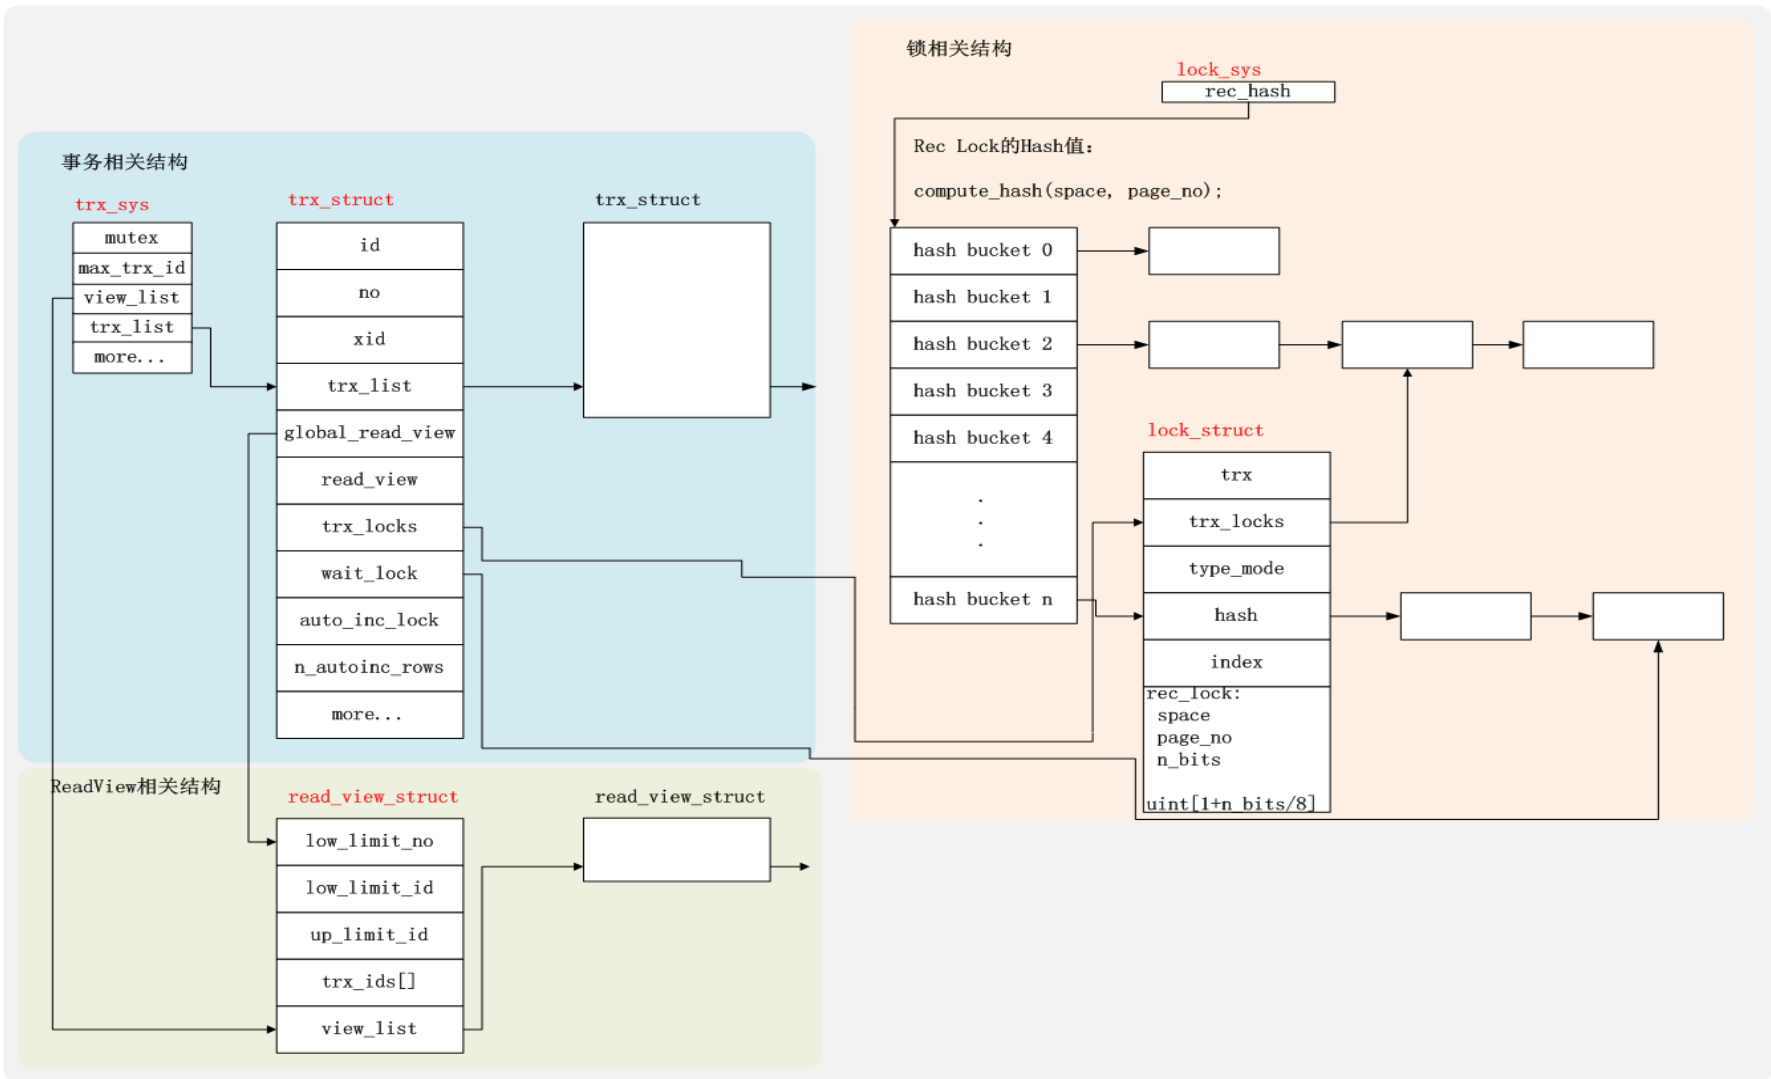 锁相关结构
lock_sys
rec_hash
Rec Lock的Hash值:
compute_hash(space, page_no);
事务相关结构
trx_sys
mutex
max_trx_id
view_list
trx_list
more...
trx_struct
id
no
xid
trx_list
global_read_view
read_view
trx_locks
wait_lock
auto_inc_lock
n_autoinc_rows
more...
trx_struct
hash bucket 0
hash bucket 1
hash bucket 2
hash bucket 3
hash bucket 4
.
.
.
hash bucket n
lock_struct
trx
trx_locks
type_mode
hash
index
rec_lock:
space
page_no
n_bits
uint[1+n_bits/8]
ReadView相关结构
read_view_struct
low_limit_no
low_limit_id
up_limit_id
trx_ids[]
view_list
read_view_struct